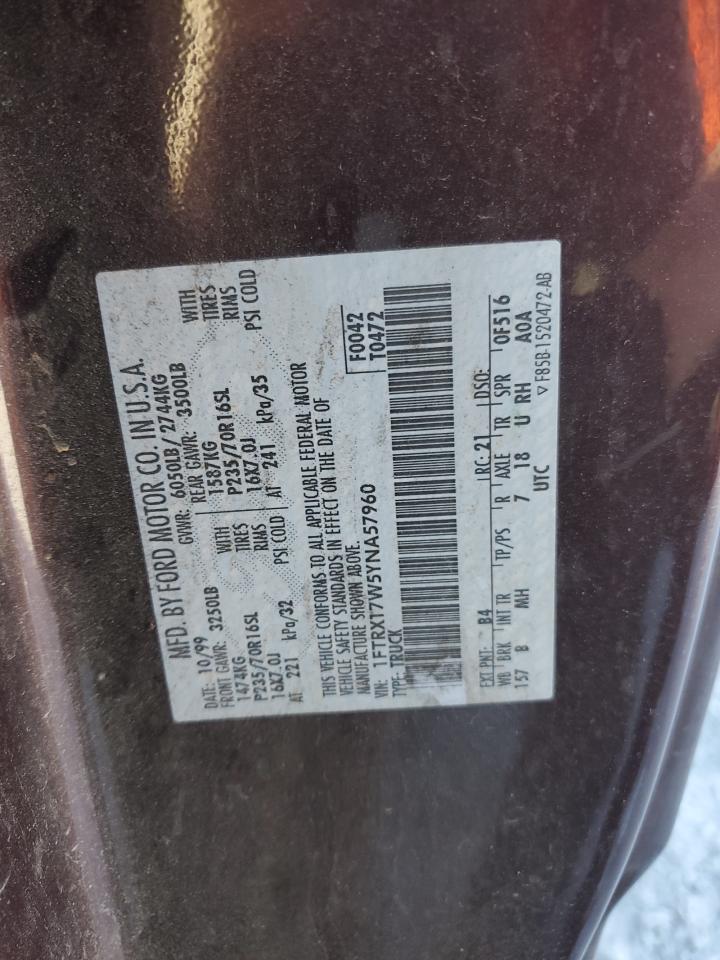 MFD. BY FORD MOTOR CO. IN U.S.A.
DATE: 10/99 GVWR: 6050LB/2744KG
FRONT GAWR: 3250LB REAR GAWR: 3500LB
1474KG WITH 1587KG WITH
P235/70R16SL TIRES P235/70R16SL TIRES
16X7.0J RIMS 16X7.0J RIMS
AT 221 kPa/32 PSI COLD AT 241 kPa/35 PSI COLD
THIS VEHICLE CONFORMS TO ALL APPLICABLE FEDERAL MOTOR
VEHICLE SAFETY STANDARDS IN EFFECT ON THE DATE OF
MANUFACTURE SHOWN ABOVE.
VIN: 1FTRX17W5YNA57960 F0042
TYPE: TRUCK T0472
EXT PNT: B4 RC: 21 DSO:
WB BRK INT TR TP/PS R AXLE TR SPR 0F516
157 B MH 7 18 U RH A0A
UTC
▽ F85B-1520472-AB